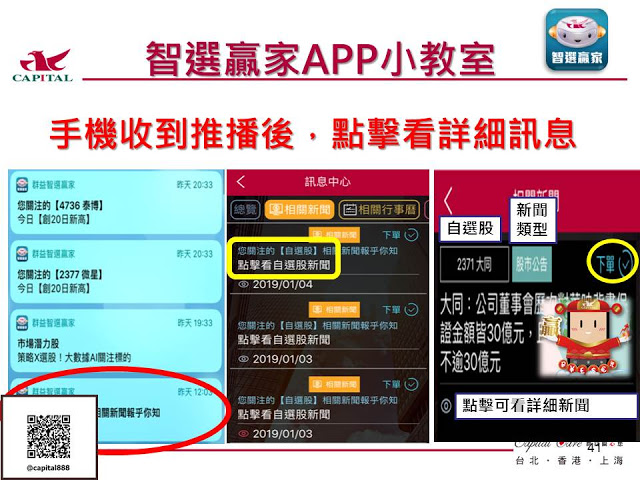 CAPITAL
智選贏家APP小教室
智選贏家
手機收到推播後，點擊看詳細訊息
群益智選贏家
昨天 20:33
您關注的【4736 泰博】
今日【創20日新高】
群益智選贏家
昨天 20:33
您關注的【2377 微星】
今日【創20日新高】
群益智選贏家
昨天 19:33
市場潛力股
策略X選股！大數據AI關注標的
群益智選贏家
昨天 12:03
相關新聞報乎你知
@capital888
訊息中心
總覽
相關新聞
相關行事曆
相關新聞
下單
您關注的【自選股】相關新聞報乎你知
點擊看自選股新聞
2019/01/04
相關新聞
下單
您關注的【自選股】相關新聞報乎你知
點擊看自選股新聞
2019/01/03
相關新聞
下單
您關注的【自選股】相關新聞報乎你知
點擊看自選股新聞
2019/01/03
自選股
新聞
類型
2371 大同
股市公告
下單
大同：公司董事會
證金額皆30億元，
不逾30億元
贏
點擊可看詳細新聞
Capital Care
41
台北・香港・上海